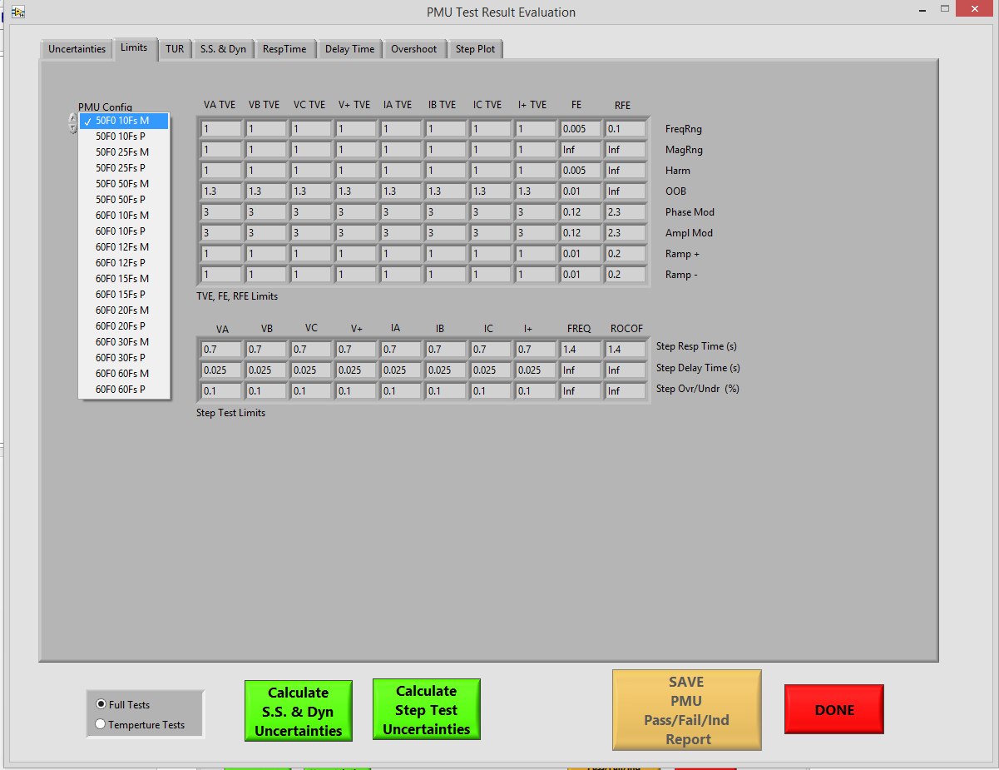 PMU Test Result Evaluation
Uncertainties Limits TUR S.S. & Dyn RespTime Delay Time Overshoot Step Plot
PMU Config
50F0 10Fs M
50F0 10Fs P
50F0 25Fs M
50F0 25Fs P
50F0 50Fs M
50F0 50Fs P
60F0 10Fs M
60F0 10Fs P
60F0 12Fs M
60F0 12Fs P
60F0 15Fs M
60F0 15Fs P
60F0 20Fs M
60F0 20Fs P
60F0 30Fs M
60F0 30Fs P
60F0 60Fs M
60F0 60Fs P
VA TVE VB TVE VC TVE V+ TVE IA TVE IB TVE IC TVE I+ TVE FE RFE
1 1 1 1 1 1 1 1 0.005 0.1 FreqRng
1 1 1 1 1 1 1 1 Inf Inf MagRng
1 1 1 1 1 1 1 1 0.005 Inf Harm
1.3 1.3 1.3 1.3 1.3 1.3 1.3 1.3 0.01 Inf OOB
3 3 3 3 3 3 3 3 0.12 2.3 Phase Mod
3 3 3 3 3 3 3 3 0.12 2.3 Ampl Mod
1 1 1 1 1 1 1 1 0.01 0.2 Ramp +
1 1 1 1 1 1 1 1 0.01 0.2 Ramp -
TVE, FE, RFE Limits
VA VB VC V+ IA IB IC I+ FREQ ROCOF
0.7 0.7 0.7 0.7 0.7 0.7 0.7 0.7 1.4 1.4 Step Resp Time (s)
0.025 0.025 0.025 0.025 0.025 0.025 0.025 0.025 Inf Inf Step Delay Time (s)
0.1 0.1 0.1 0.1 0.1 0.1 0.1 0.1 Inf Inf Step Ovr/Undr (%)
Step Test Limits
Full Tests
Temperture Tests
Calculate
S.S. & Dyn
Uncertainties
Calculate
Step Test
Uncertainties
SAVE
PMU
Pass/Fail/Ind
Report
DONE